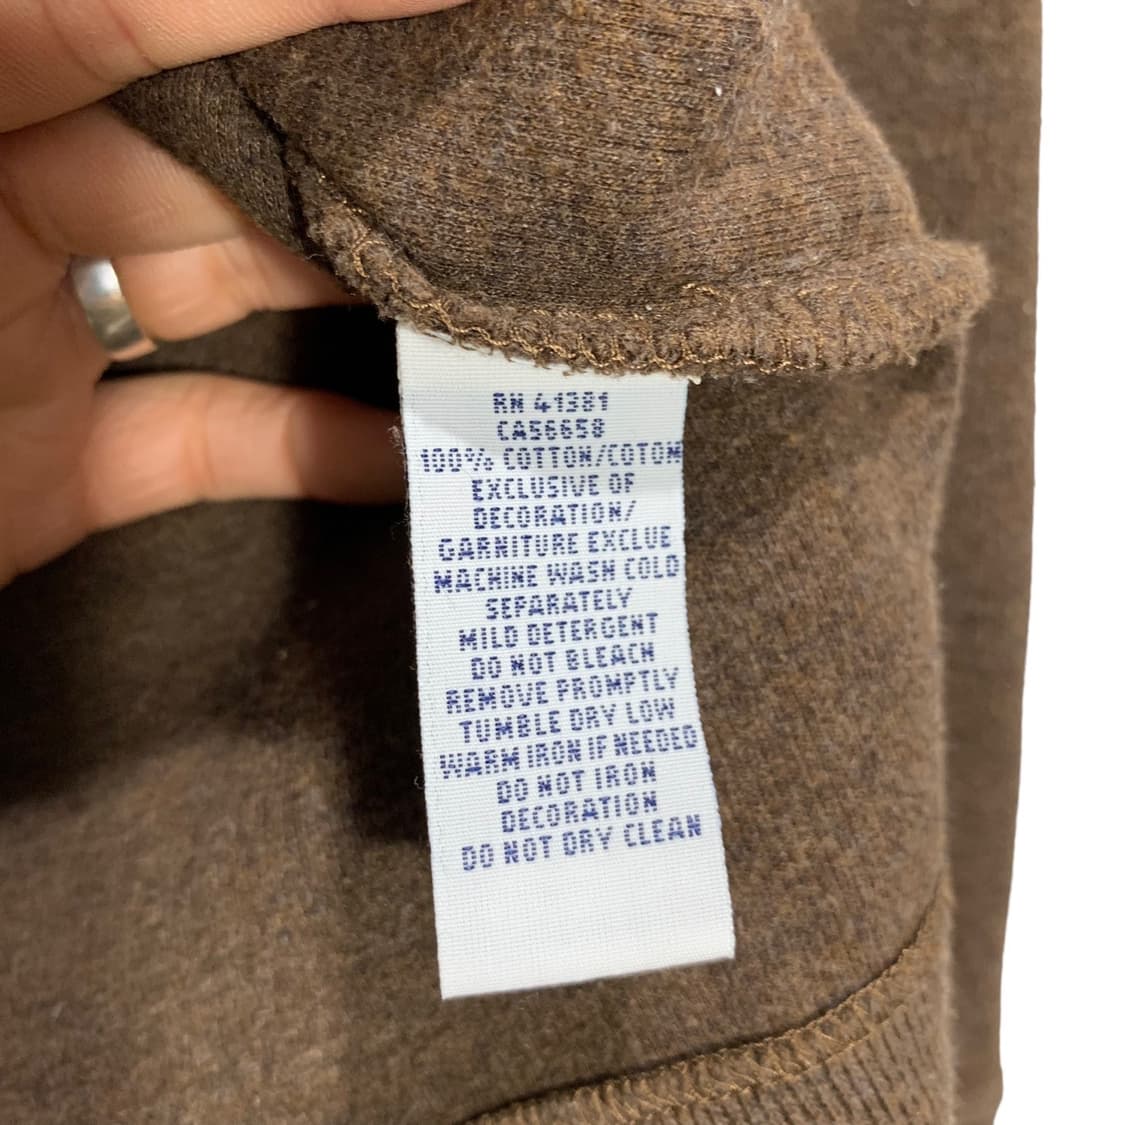 RN 41381
CA56658
100% COTTON/COTON
EXCLUSIVE OF
DECORATION/
GARNITURE EXCLUE
MACHINE WASH COLD
SEPARATELY
MILD DETERGENT
DO NOT BLEACH
REMOVE PROMPTLY
TUMBLE DRY LOW
WARM IRON IF NEEDED
DO NOT IRON
DECORATION
DO NOT DRY CLEAN